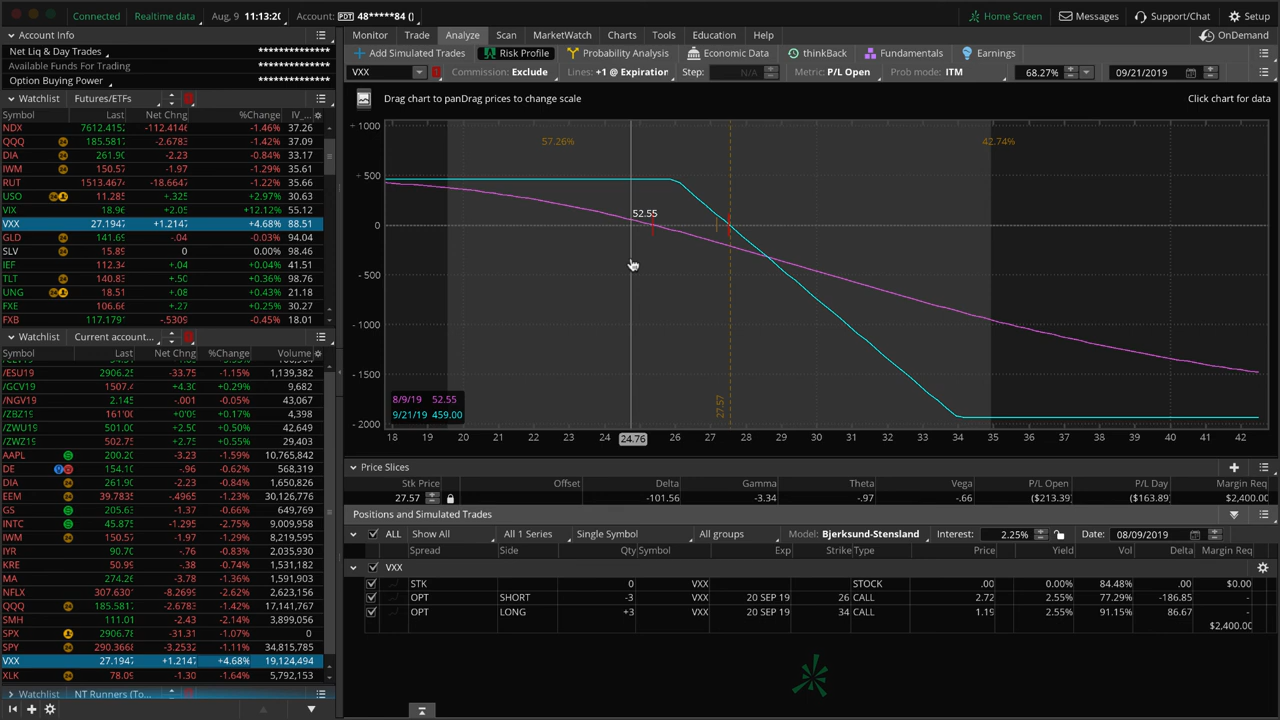 Connected Realtime data Aug, 9 11:13:20 Account: PDT 48*****84 () Home Screen Messages Support/Chat Setup
Account Info
Net Liq & Day Trades ***************
Available Funds For Trading ***************
Option Buying Power ***************
Watchlist Futures/ETFs
Symbol Last Net Chng %Change IV_...
NDX 7612.4152 -112.4146 -1.46% 37.26
QQQ 185.5817 -2.6783 -1.42% 37.09
DIA 261.90 -2.23 -0.84% 33.17
IWM 150.57 -1.97 -1.29% 35.61
RUT 1513.4674 -18.6647 -1.22% 35.66
USO 11.285 +.325 +2.97% 30.63
VIX 18.96 +2.05 +12.12% 55.12
VXX 27.1947 +1.2147 +4.68% 88.51
GLD 141.69 -.04 -0.03% 94.04
SLV 15.89 0 0.00% 98.46
IEF 112.34 +.04 +0.04% 41.51
TLT 140.83 +.50 +0.36% 98.76
UNG 18.51 +.08 +0.43% 21.18
FXE 106.66 +.27 +0.25% 30.27
FXB 117.179 -.5309 -0.45% 18.01
Watchlist Current account...
Symbol Last Net Chng %Change Volume
/ESU19 2906.25 -33.75 -1.15% 1,139,382
/GCV19 1507.4 +4.30 +0.29% 9,682
/NGV19 2.145 -.001 -0.05% 43,067
/ZBZ19 161'00 +0'09 +0.17% 4,398
/ZWU19 501.00 +2.50 +0.50% 42,649
/ZWZ19 502.75 +2.75 +0.55% 29,403
AAPL 200.20 -3.23 -1.59% 10,765,842
DE 154.10 -.96 -0.62% 568,319
DIA 261.90 -2.23 -0.84% 1,650,826
EEM 39.7835 -.4965 -1.23% 30,126,776
GS 205.63 -1.37 -0.66% 649,769
INTC 45.875 -1.295 -2.75% 9,009,958
IWM 150.57 -1.97 -1.29% 8,219,595
IYR 90.70 -.76 -0.83% 2,035,930
KRE 50.99 -.38 -0.74% 1,531,182
MA 274.26 -3.78 -1.36% 1,591,903
NFLX 307.6301 -8.2699 -2.62% 2,623,156
QQQ 185.5817 -2.6783 -1.42% 17,141,767
SMH 111.01 -2.43 -2.14% 3,899,056
SPX 2906.78 -31.31 -1.07% 0
SPY 290.3668 -3.2532 -1.11% 34,815,785
VXX 27.1947 +1.2147 +4.68% 19,124,494
XLK 78.09 -1.30 -1.64% 5,792,153
Watchlist NT Runners (To...
Monitor Trade Analyze Scan MarketWatch Charts Tools Education Help OnDemand
Add Simulated Trades Risk Profile Probability Analysis Economic Data thinkBack Fundamentals Earnings
VXX Commission: Exclude Lines: +1 @ Expiration Step: N/A Metric: P/L Open Prob mode: ITM 68.27% 09/21/2019
Drag chart to panDrag prices to change scale Click chart for data
57.26% 42.74%
+1000
+500
0
-500
-1000
-1500
-2000
52.55
27.57
8/9/19 52.55
9/21/19 459.00
18 19 20 21 22 23 24 24.76 26 27 28 29 30 31 32 33 34 35 36 37 38 39 40 41 42
Price Slices
Stk Price Offset Delta Gamma Theta Vega P/L Open P/L Day Margin Req
27.57 -101.56 -3.34 -.97 -.66 ($213.39) ($163.89) $2,400.00
Positions and Simulated Trades
ALL Show All All 1 Series Single Symbol All groups Model: Bjerksund-Stensland Interest: 2.25% Date: 08/09/2019
Spread Side Qty Symbol Exp Strike Type Price Yield Vol Delta Margin Req
VXX
STK 0 VXX STOCK .00 0.00% 84.48% .00 $0.00
OPT SHORT -3 VXX 20 SEP 19 26 CALL 2.72 2.55% 77.29% -186.85 -
OPT LONG +3 VXX 20 SEP 19 34 CALL 1.19 2.55% 91.15% 86.67 -
$2,400.00